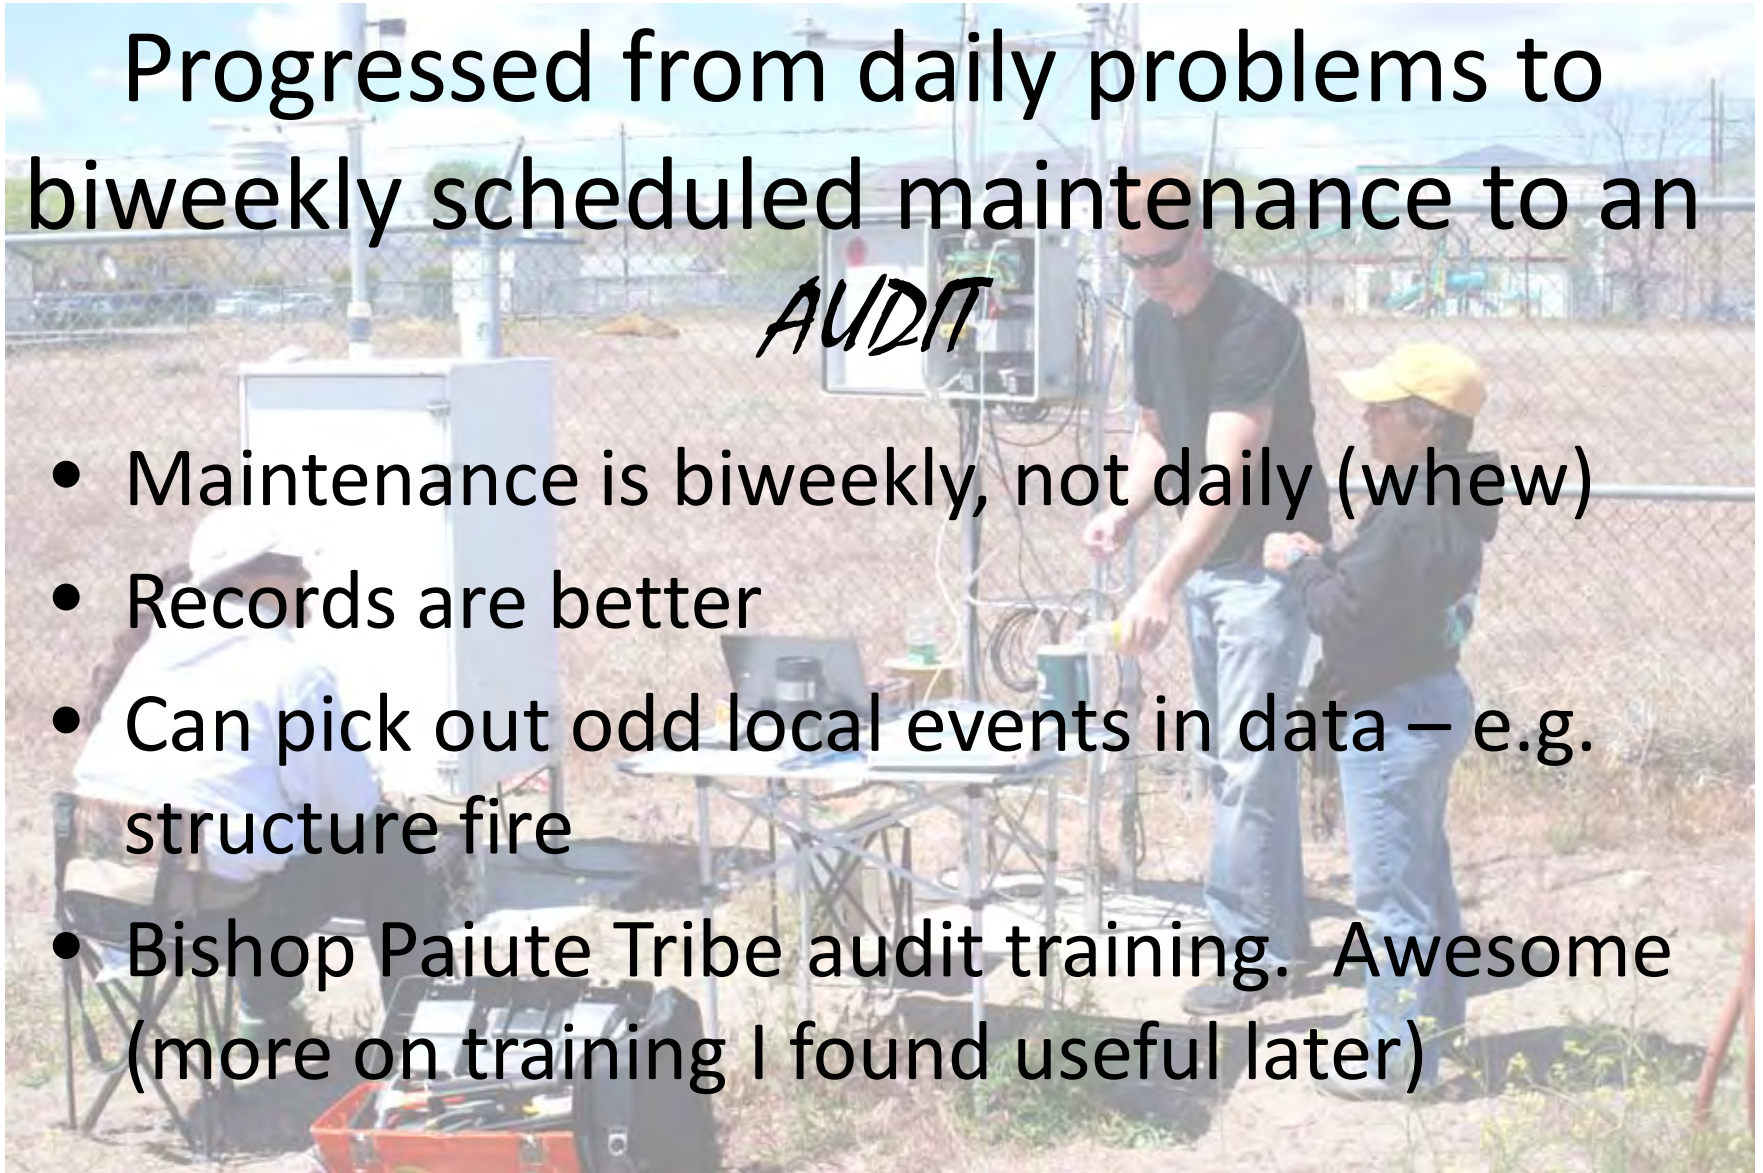 Progressed from daily problems to
biweekly scheduled maintenance to an
AUDIT
• Maintenance is biweekly, not daily (whew)
• Records are better
• Can pick out odd local events in data – e.g.
structure fire
• Bishop Paiute Tribe audit training.  Awesome
(more on training I found useful later)